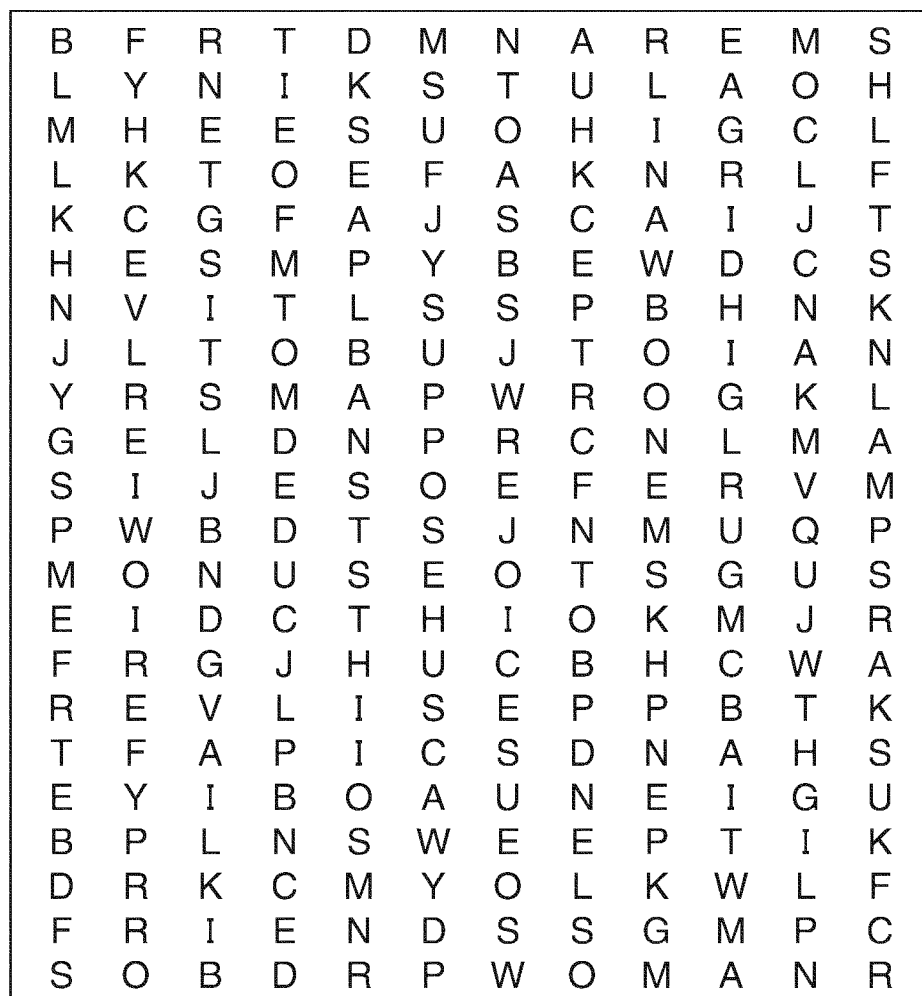 B F R T D M N A R E M S
L Y N I K S T U L A O H
M H E E S U O H I G C L
L K T O E F A K N R L F
K C G F A J S C A I J T
H E S M P Y B E W D C S
N V I T L S S P B H N K
J L T O B U J T O I A N
Y R S M A P W R O G K L
G E L D N P R C N L M A
S I J E S O E F E R V M
P W B D T S J N M U Q P
M O N U S E O T S G U S
E I D C T H I O K M J R
F R G J H U C B H C W A
R E V L I S E P P B T K
T F A P I C S D N A H S
E Y I B O A U N E I G U
B P L N S W E E P T I K
D R K C M Y O L K W L F
F R I E N D S S G M P C
S O B D R P W O M A N R